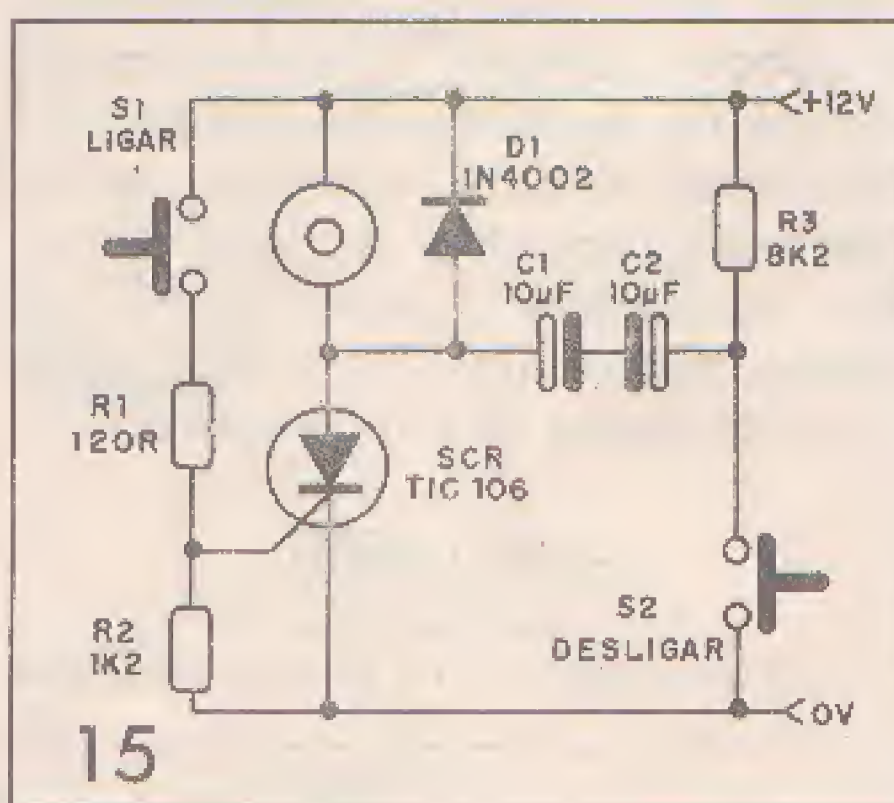 S1
LIGAR
+12V
D1
1N4002
R3
8K2
C1
10µF
C2
10µF
R1
120R
SCR
TIC 106
R2
1K2
S2
DESLIGAR
0V
15